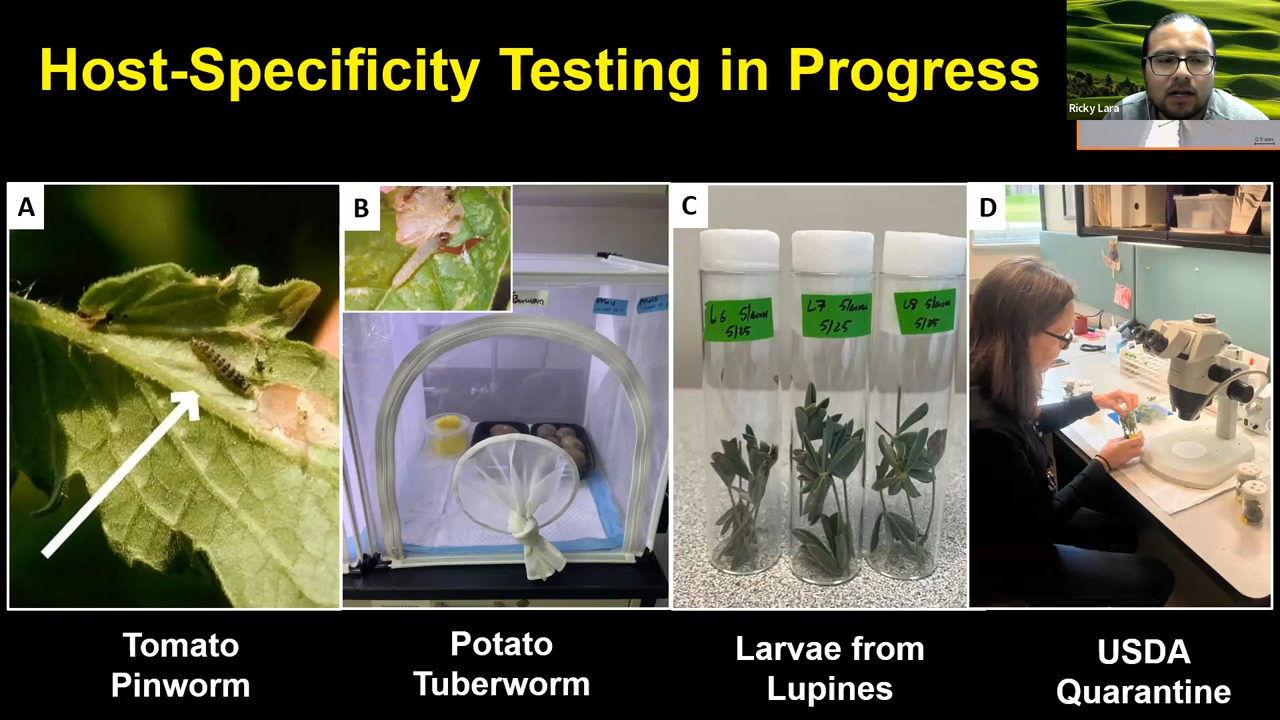 Host-Specificity Testing in Progress
Ricky Lara
A
B
C
D
L6
5/25
L7
5/25
L8
5/25
Tomato
Pinworm
Potato
Tuberworm
Larvae from
Lupines
USDA
Quarantine